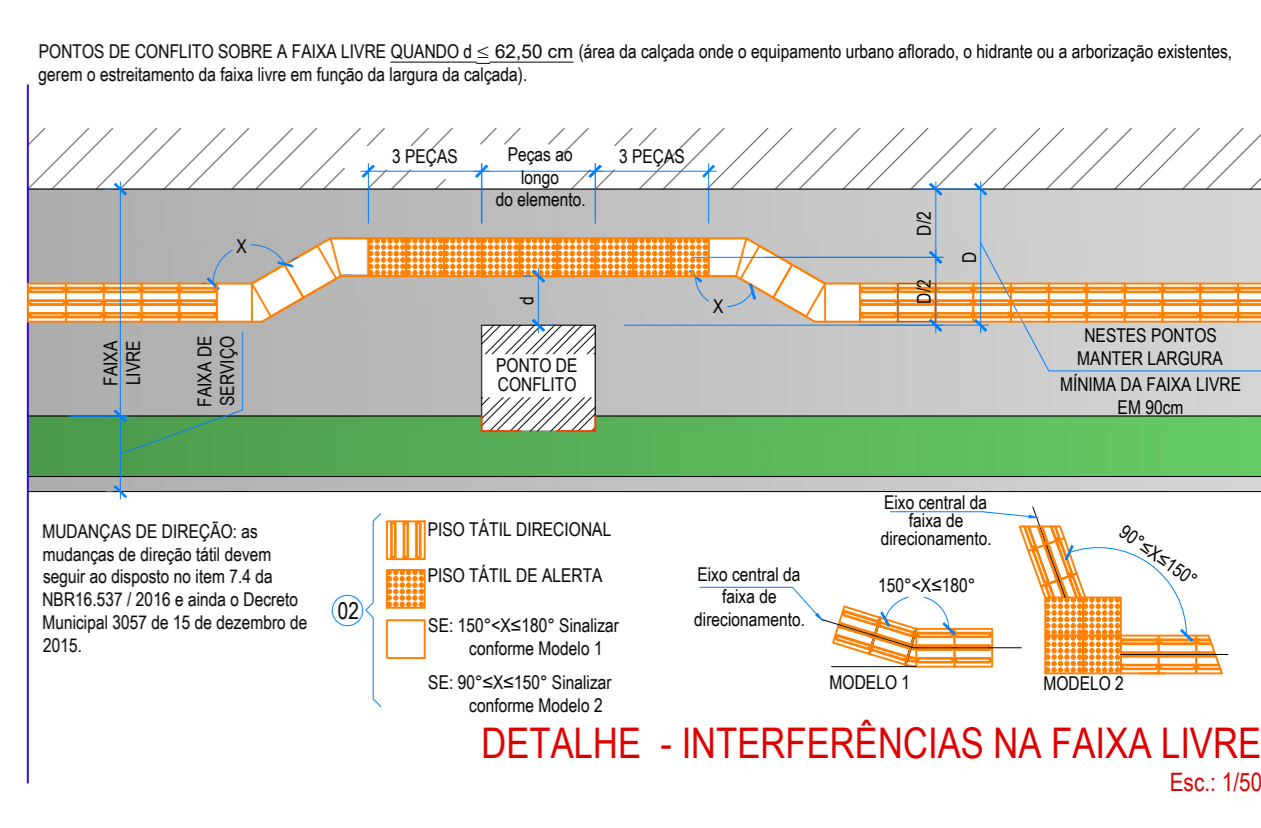 PONTOS DE CONFLITO SOBRE A FAIXA LIVRE QUANDO d ≤ 62,50 cm (área da calçada onde o equipamento urbano aflorado, o hidrante ou a arborização existentes,
gerem o estreitamento da faixa livre em função da largura da calçada).
3 PEÇAS
Peças ao
longo
do elemento.
3 PEÇAS
X
d
X
D/2
D/2
D
FAIXA
LIVRE
FAIXA DE
SERVIÇO
PONTO DE
CONFLITO
NESTES PONTOS
MANTER LARGURA
MÍNIMA DA FAIXA LIVRE
EM 90cm
MUDANÇAS DE DIREÇÃO: as
mudanças de direção tátil devem
seguir ao disposto no item 7.4 da
NBR16.537 / 2016 e ainda o Decreto
Municipal 3057 de 15 de dezembro de
2015.
02
PISO TÁTIL DIRECIONAL
PISO TÁTIL DE ALERTA
SE: 150°<X≤180° Sinalizar
conforme Modelo 1
SE: 90°≤X≤150° Sinalizar
conforme Modelo 2
Eixo central da
faixa de
direcionamento.
150°<X≤180°
MODELO 1
Eixo central da
faixa de
direcionamento.
90°≤X≤150°
MODELO 2
DETALHE - INTERFERÊNCIAS NA FAIXA LIVRE
Esc.: 1/50